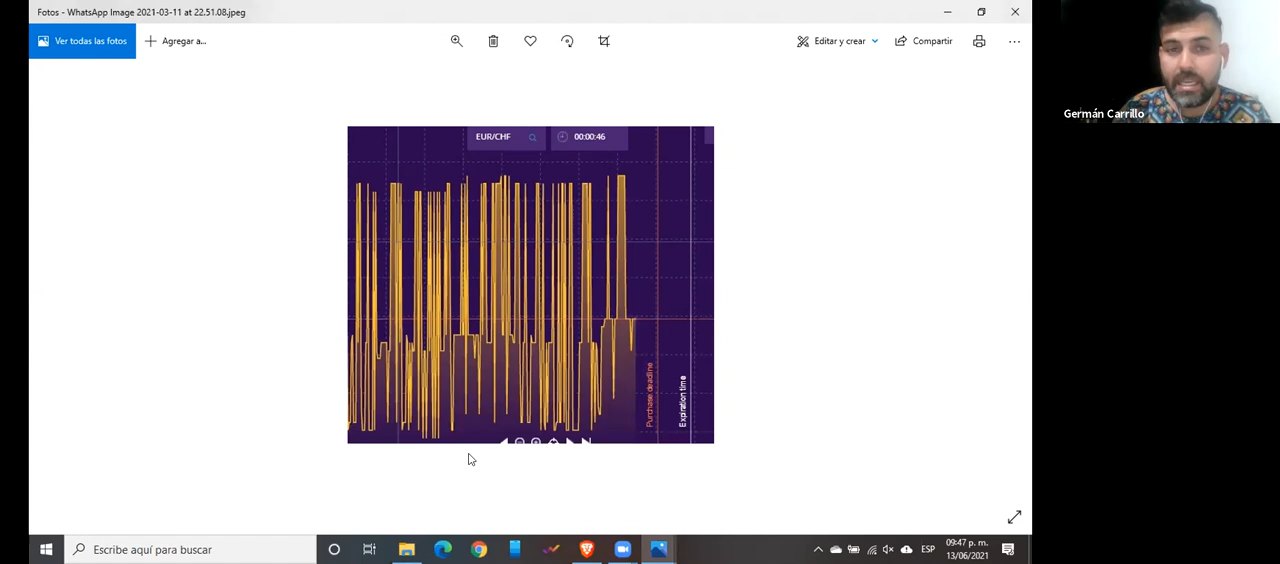 Fotos - WhatsApp Image 2021-03-11 at 22.51.08.jpeg
Ver todas las fotos
Agregar a...
Editar y crear
Compartir
Germán Carrillo
EUR/CHF
00:00:46
Purchase deadline
Expiration time
Escribe aquí para buscar
ESP
09:47 p. m.
13/06/2021